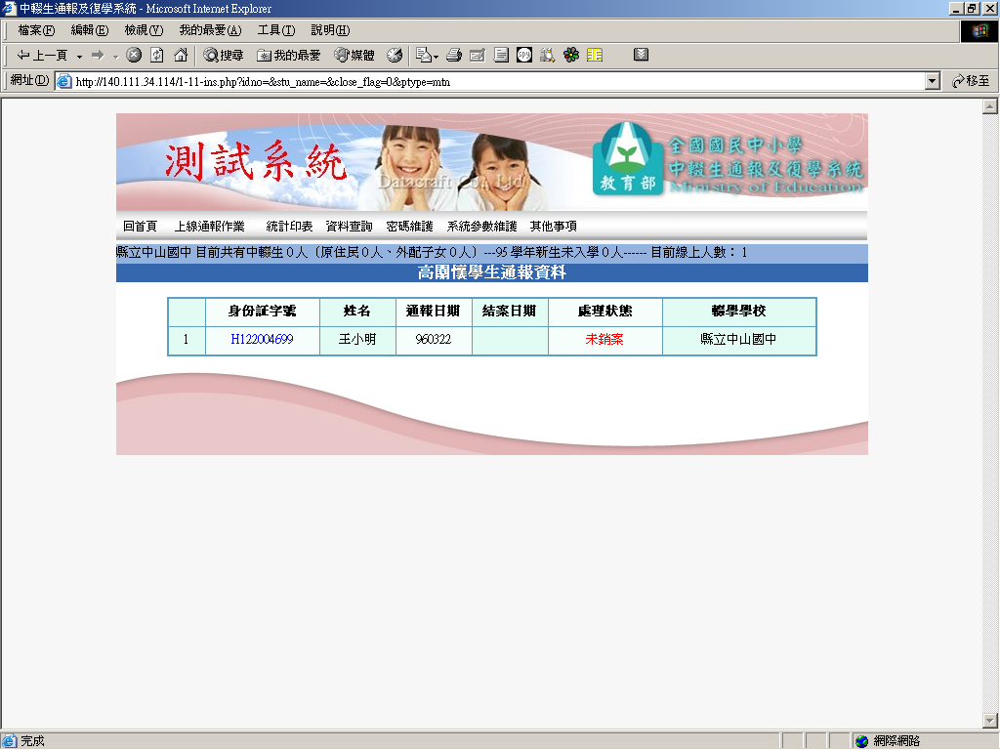 中輟生通報及復學系統 - Microsoft Internet Explorer
檔案(F) 編輯(E) 檢視(V) 我的最愛(A) 工具(T) 說明(H)
上一頁 搜尋 我的最愛 媒體
網址(D) http://140.111.34.114/1-11-ins.php?idno=&stu_name=&close_flag=0&ptype=mtn 移至
測試系統
Datacraft Co., Ltd
教育部
全國國民中小學
中輟生通報及復學系統
Ministry of Education
回首頁 上線通報作業 統計印表 資料查詢 密碼維護 系統參數維護 其他事項
縣立中山國中 目前共有中輟生 0 人〔原住民 0 人、外配子女 0 人〕---95 學年新生未入學 0 人------ 目前線上人數： 1
高關懷學生通報資料
身份証字號 姓名 通報日期 結案日期 處理狀態 輟學學校
1 H122004699 王小明 960322 未銷案 縣立中山國中
完成 網際網路